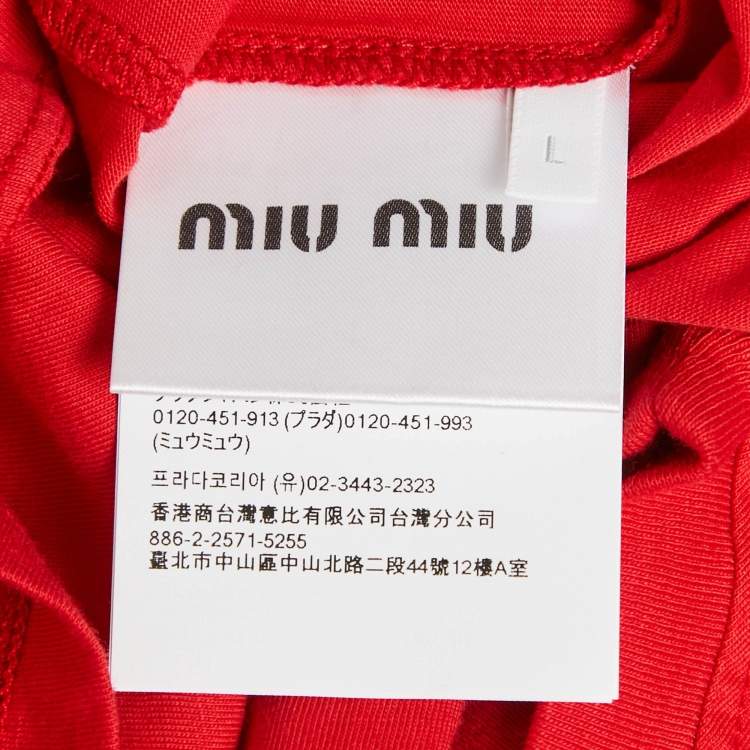 L
miu miu
0120-451-913 (プラダ)0120-451-993
(ミュウミュウ)
프라다코리아 (유)02-3443-2323
香港商台灣意比有限公司台灣分公司
886-2-2571-5255
臺北市中山區中山北路二段44號12樓A室